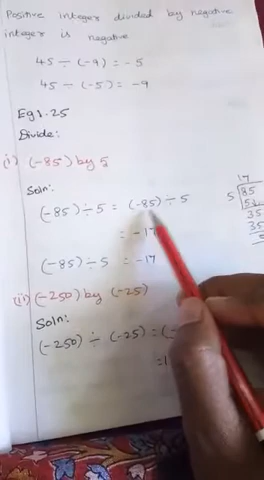 Positive integer divided by negative
integer is negative
45 ÷ (-9) = -5
45 ÷ (-5) = -9
Eg 1.25
Divide:
(i) (-85) by 5
Soln:
(-85) ÷ 5 = (-85) ÷ 5
= -17
(-85) ÷ 5 = -17
17
5 85
35
35
(ii) (-250) by (-25)
Soln:
(-250) ÷ (-25) = (-
=1